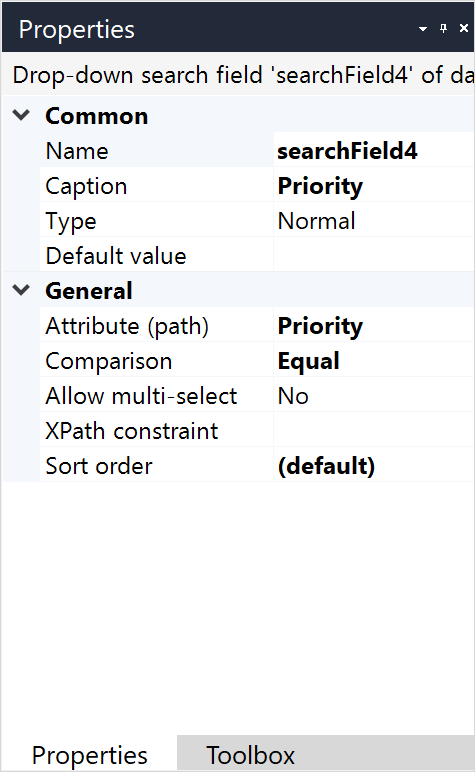 Properties
Drop-down search field 'searchField4' of da
Common
Name searchField4
Caption Priority
Type Normal
Default value
General
Attribute (path) Priority
Comparison Equal
Allow multi-select No
XPath constraint
Sort order (default)
Properties Toolbox